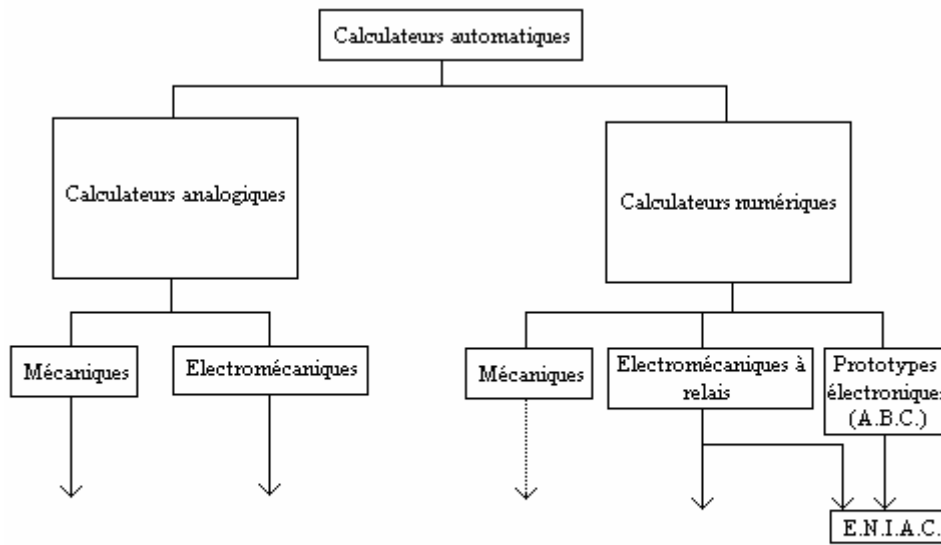 Calculateurs automatiques
Calculateurs analogiques
Calculateurs numériques
Mécaniques
Electromécaniques
Mécaniques
Electromécaniques à
relais
Prototypes
électroniques
(A.B.C.)
E.N.I.A.C.